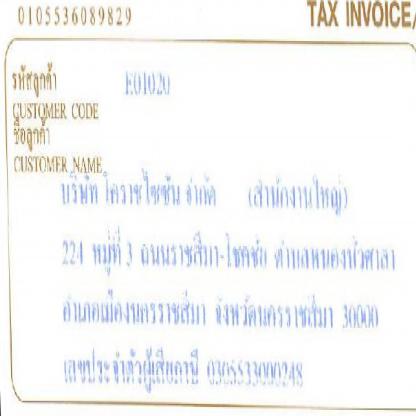 0105536089829 TAX INVOICE/
รหัสลูกค้า E01020
CUSTOMER CODE
ชื่อลูกค้า
CUSTOMER NAME
บริษัท โคราชไซซัน จำกัด (สำนักงานใหญ่)
224 หมู่ที่ 3 ถนนราชสีมา-โชคชัย ตำบลหนองบัวศาลา
อำเภอเมืองนครราชสีมา จังหวัดนครราชสีมา 30000
เลขประจำตัวผู้เสียภาษี 0305533000248